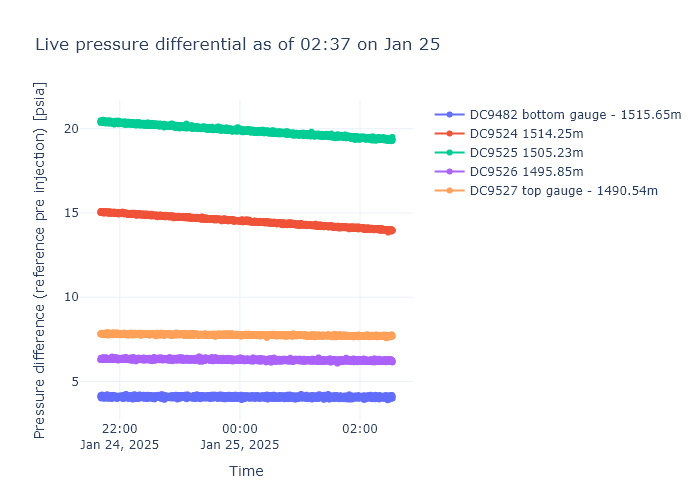 Live pressure differential as of 02:37 on Jan 25
Pressure difference (reference pre injection) [psia]
20
15
10
5
22:00
Jan 24, 2025
00:00
Jan 25, 2025
02:00
Time
DC9482 bottom gauge - 1515.65m
DC9524 1514.25m
DC9525 1505.23m
DC9526 1495.85m
DC9527 top gauge - 1490.54m